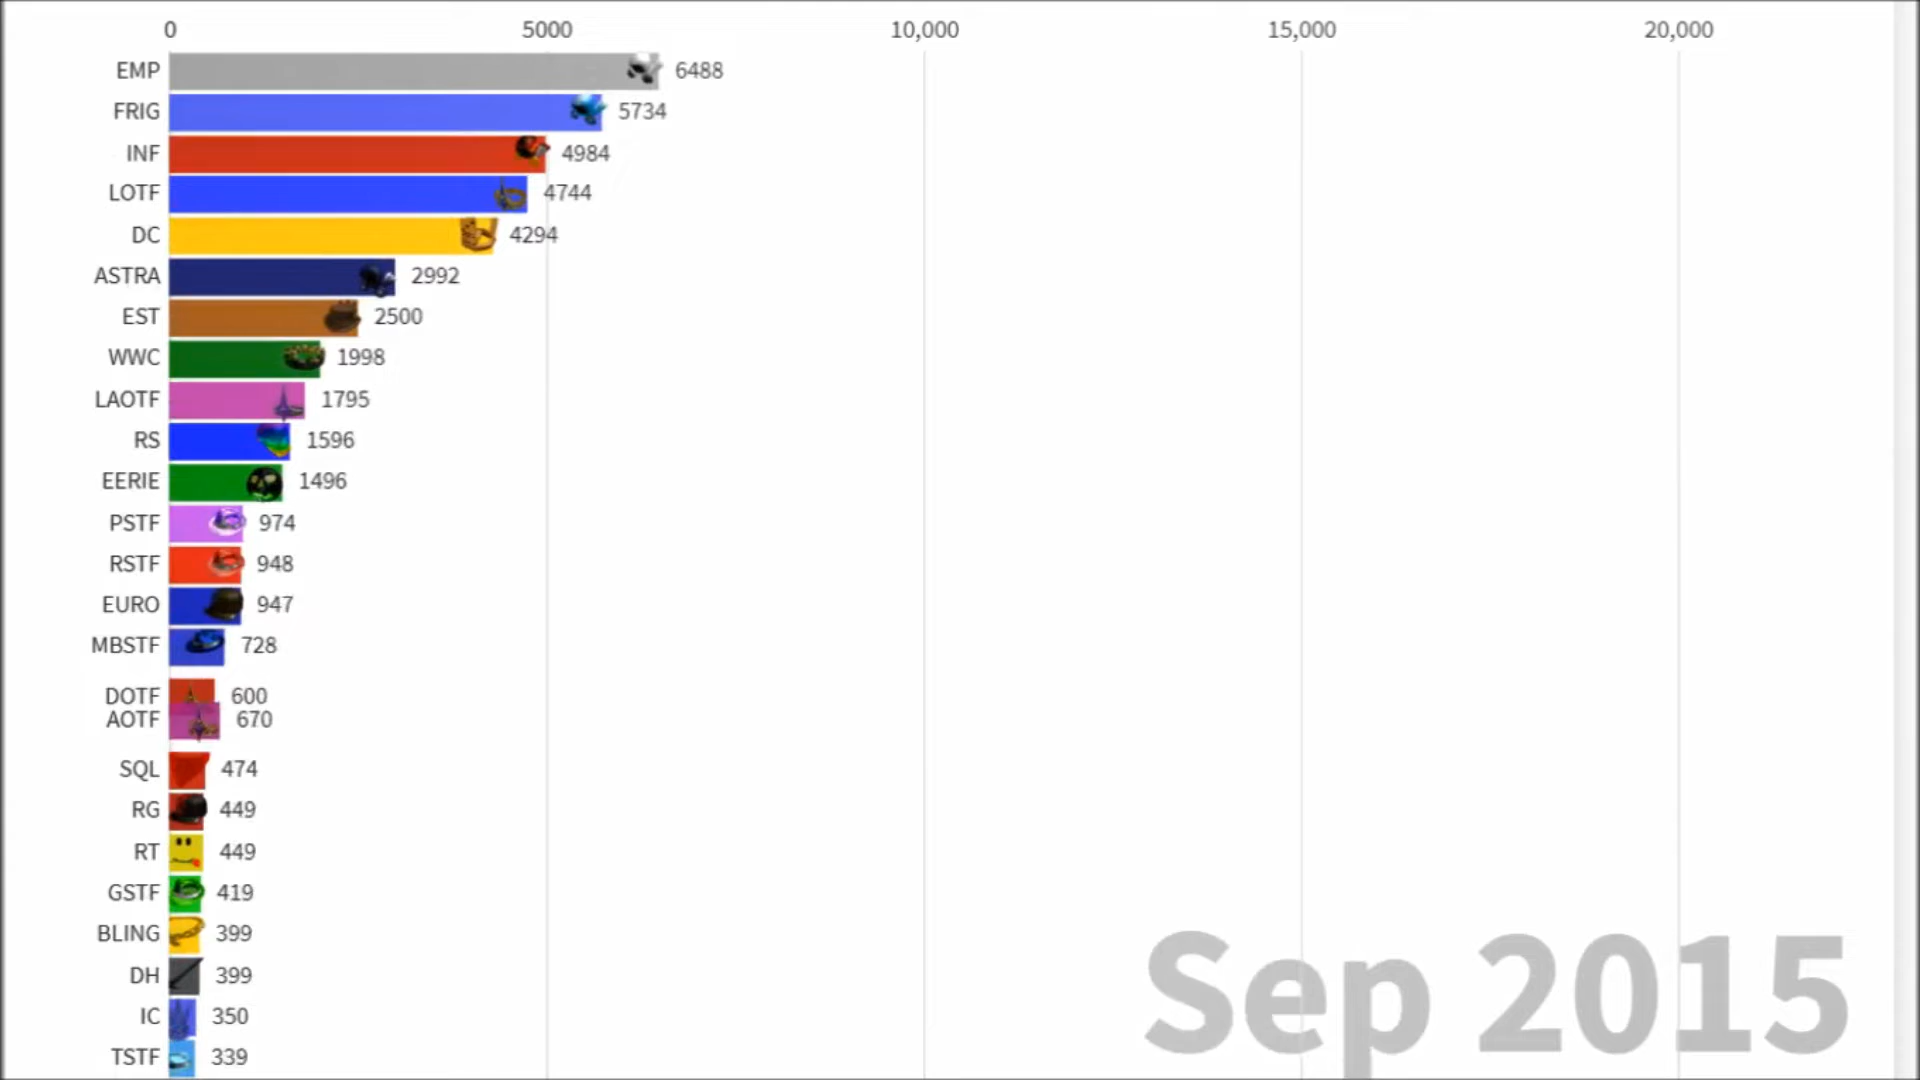 0 5000 10,000 15,000 20,000
EMP 6488
FRIG 5734
INF 4984
LOTF 4744
DC 4294
ASTRA 2992
EST 2500
WWC 1998
LAOTF 1795
RS 1596
EERIE 1496
PSTF 974
RSTF 948
EURO 947
MBSTF 728
DOTF 600
AOTF 670
SQL 474
RG 449
RT 449
GSTF 419
BLING 399
DH 399
IC 350
TSTF 339
Sep 2015